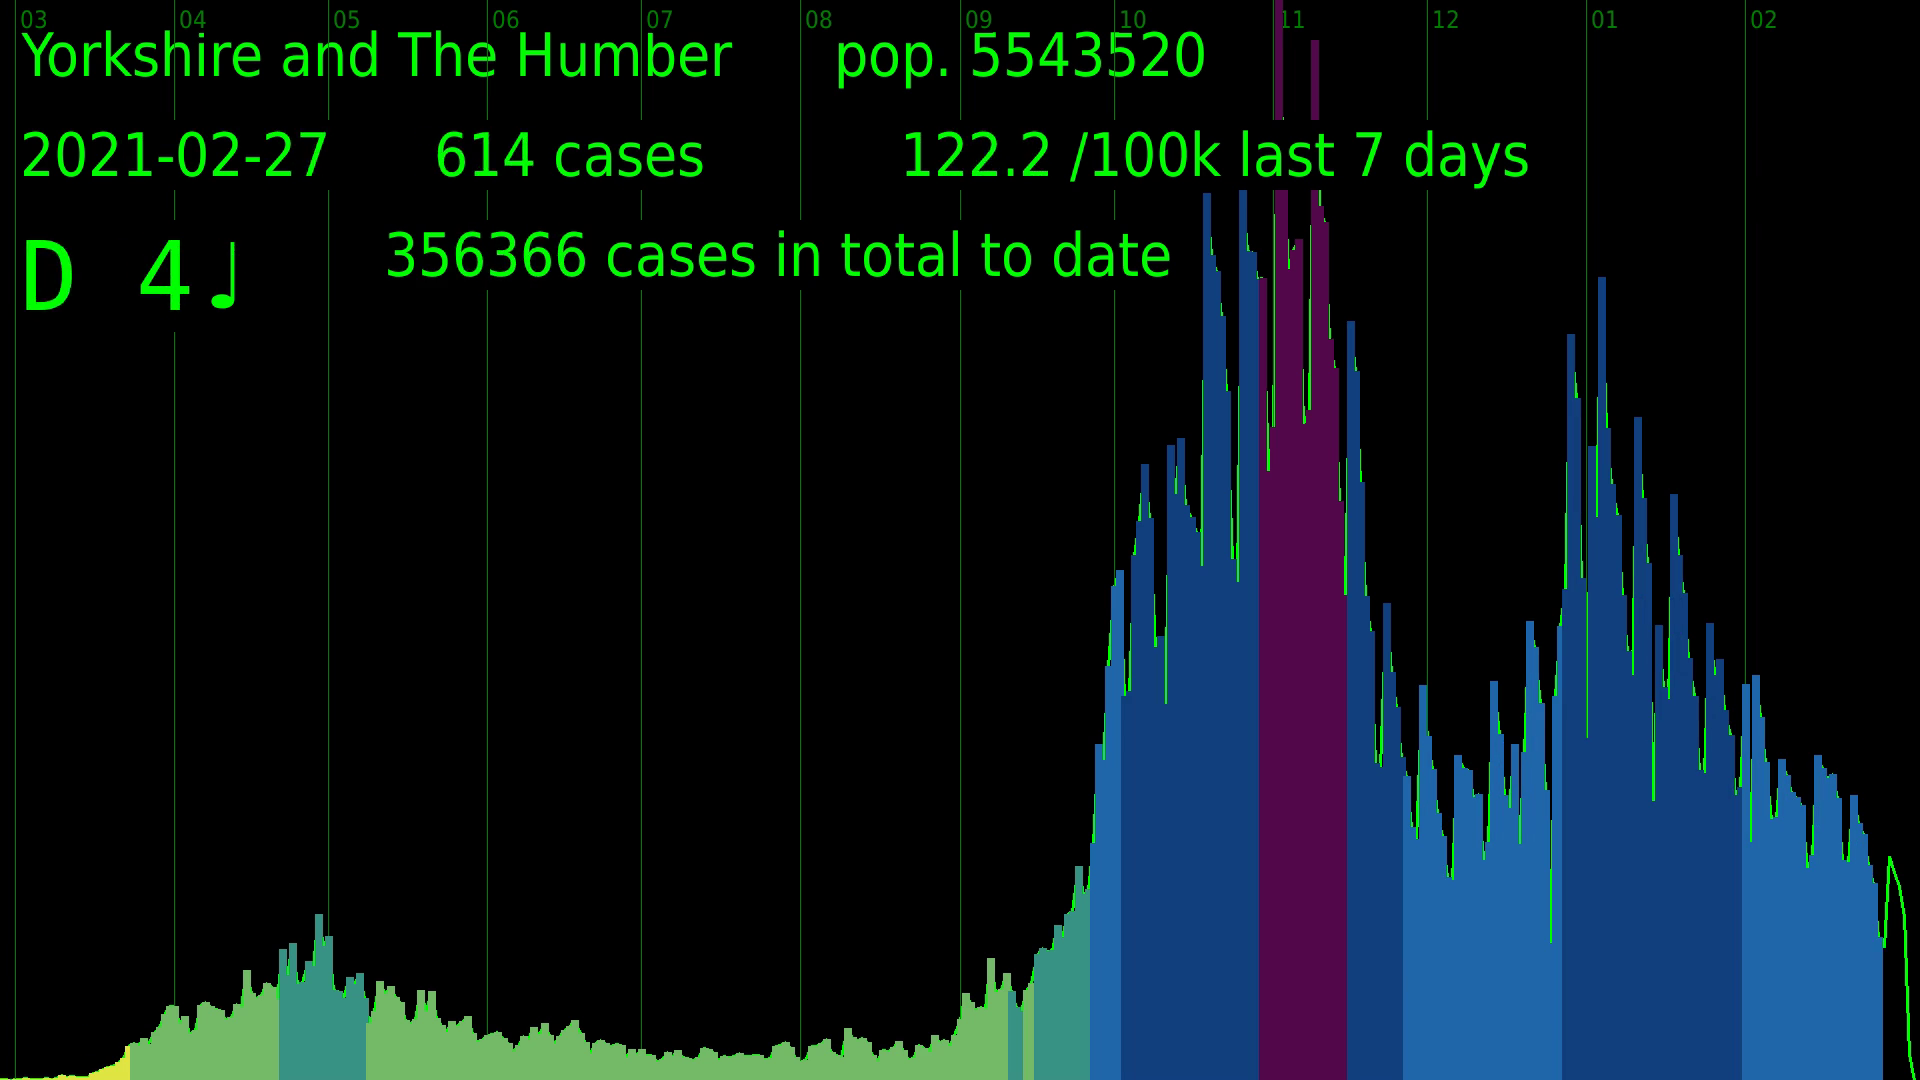 03 04 05 06 07 08 09 10 11 12 01 02
Yorkshire and The Humber pop. 5543520
2021-02-27 614 cases 122.2 /100k last 7 days
D 4♩ 356366 cases in total to date